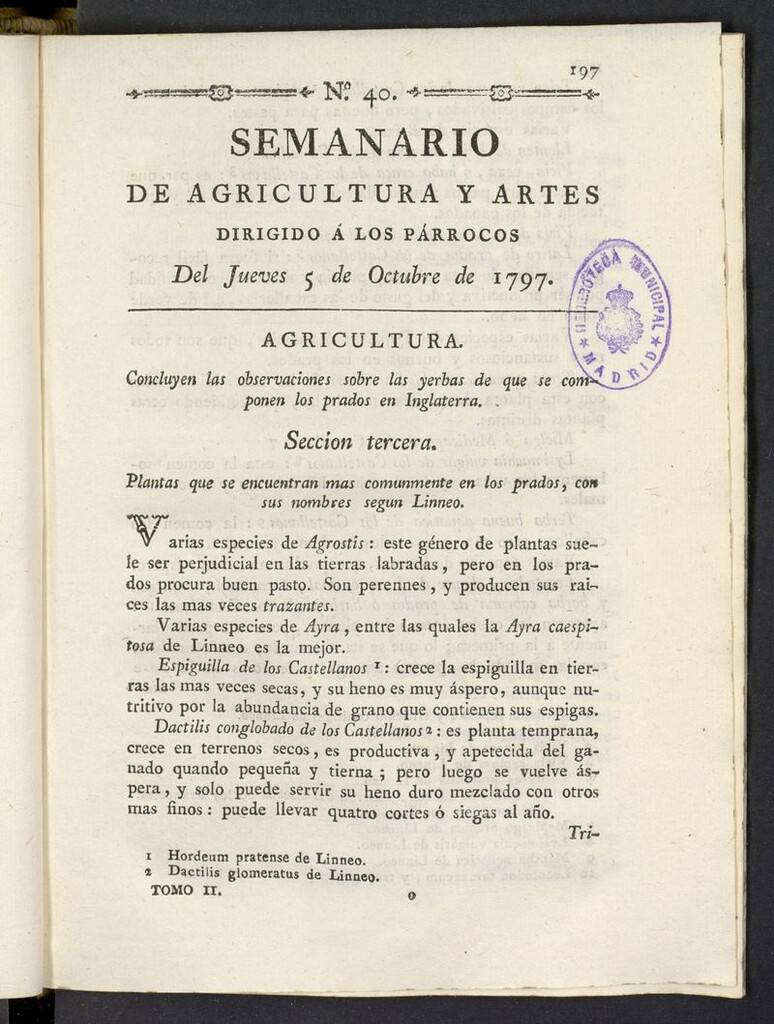 197
Nº. 40.
SEMANARIO
DE AGRICULTURA Y ARTES
DIRIGIDO Á LOS PÁRROCOS
Del Jueves 5 de Octubre de 1797.
HEMEROTECA MUNICIPAL
* MADRID *
AGRICULTURA.
Concluyen las observaciones sobre las yerbas de que se com-
ponen los prados en Inglaterra.
Seccion tercera.
Plantas que se encuentran mas comunmente en los prados, con
sus nombres segun Linneo.
Varias especies de Agrostis : este género de plantas sue-
le ser perjudicial en las tierras labradas, pero en los pra-
dos procura buen pasto. Son perennes, y producen sus rai-
ces las mas veces trazantes.
Varias especies de Ayra, entre las quales la Ayra caespi-
tosa de Linneo es la mejor.
Espiguilla de los Castellanos 1 : crece la espiguilla en tier-
ras las mas veces secas, y su heno es muy áspero, aunque nu-
tritivo por la abundancia de grano que contienen sus espigas.
Dactilis conglobado de los Castellanos 2 : es planta temprana,
crece en terrenos secos, es productiva, y apetecida del ga-
nado quando pequeña y tierna ; pero luego se vuelve ás-
pera, y solo puede servir su heno duro mezclado con otros
mas finos : puede llevar quatro cortes ó siegas al año.
Tri-
1 Hordeum pratense de Linneo.
2 Dactilis glomeratus de Linneo.
TOMO II.
o